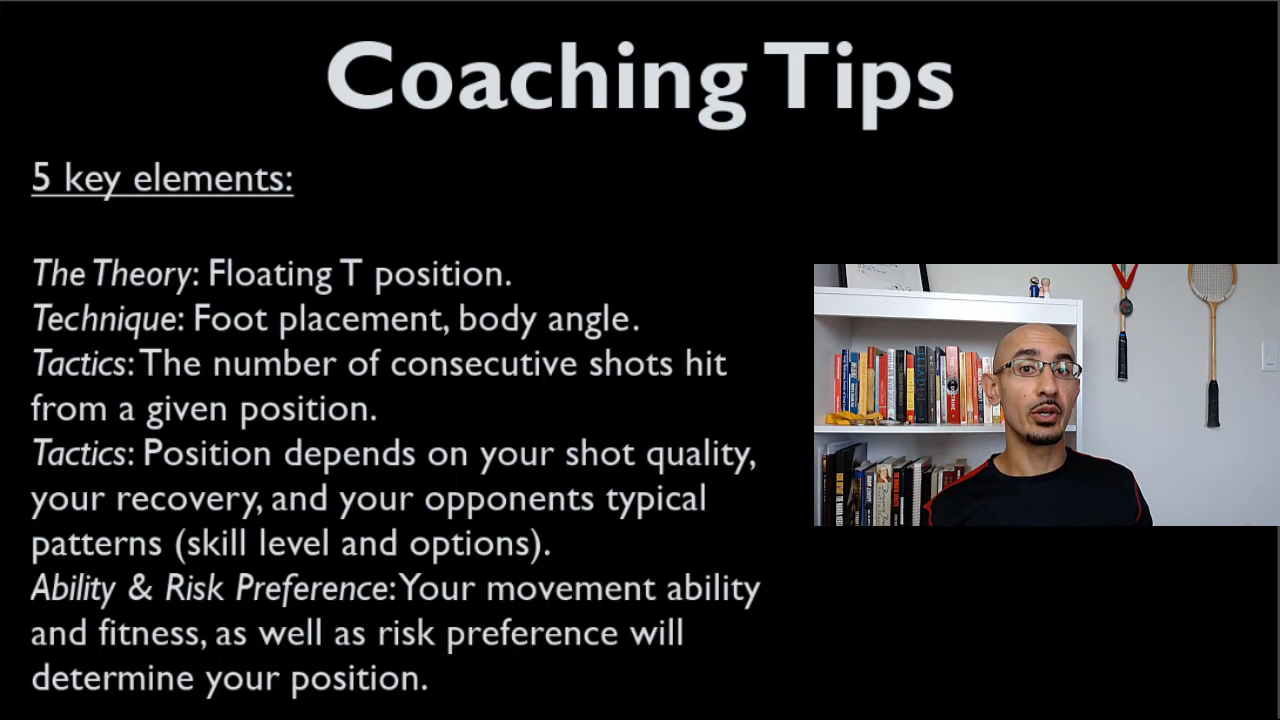 Coaching Tips
5 key elements:
The Theory: Floating T position.
Technique: Foot placement, body angle.
Tactics: The number of consecutive shots hit
from a given position.
Tactics: Position depends on your shot quality,
your recovery, and your opponents typical
patterns (skill level and options).
Ability & Risk Preference: Your movement ability
and fitness, as well as risk preference will
determine your position.